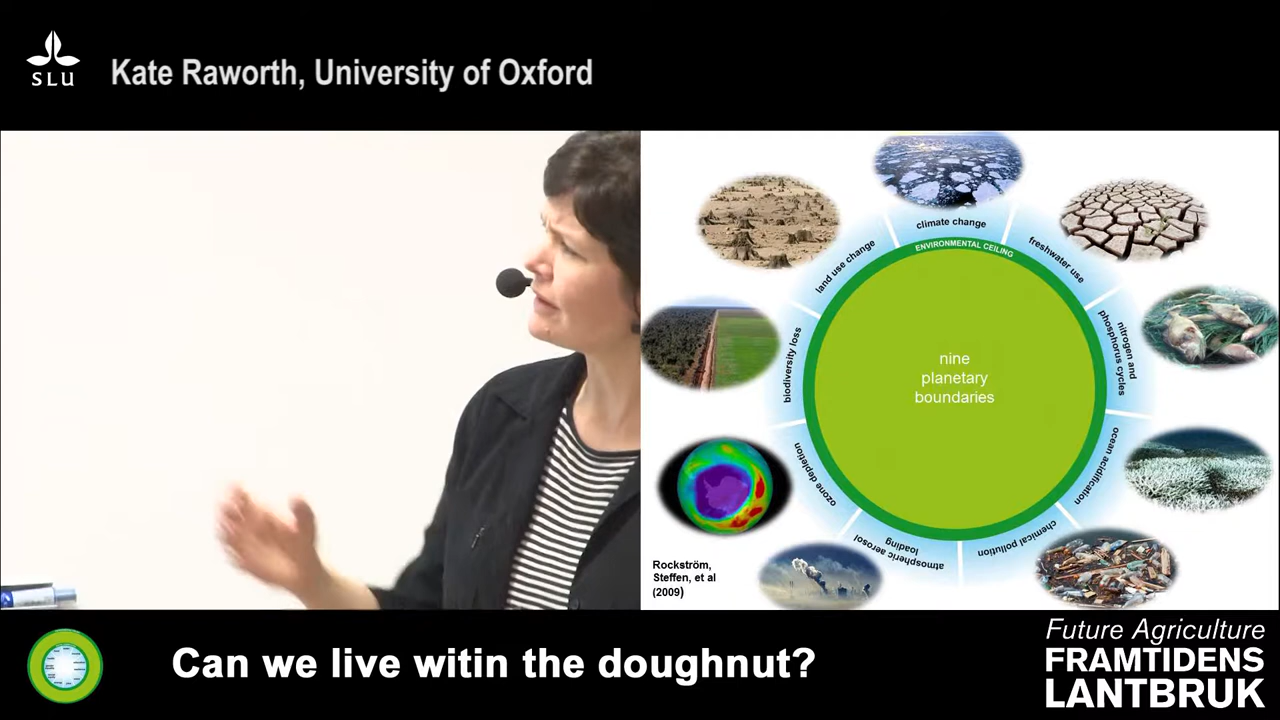 SLU
Kate Raworth, University of Oxford
climate change
ENVIRONMENTAL CEILING
freshwater use
land use change
nitrogen and
phosphorus cycles
biodiversity loss
nine
planetary
boundaries
ocean acidification
ozone depletion
chemical pollution
atmospheric aerosol
loading
Rockström,
Steffen, et al
(2009)
Can we live witin the doughnut?
Future Agriculture
FRAMTIDENS
LANTBRUK